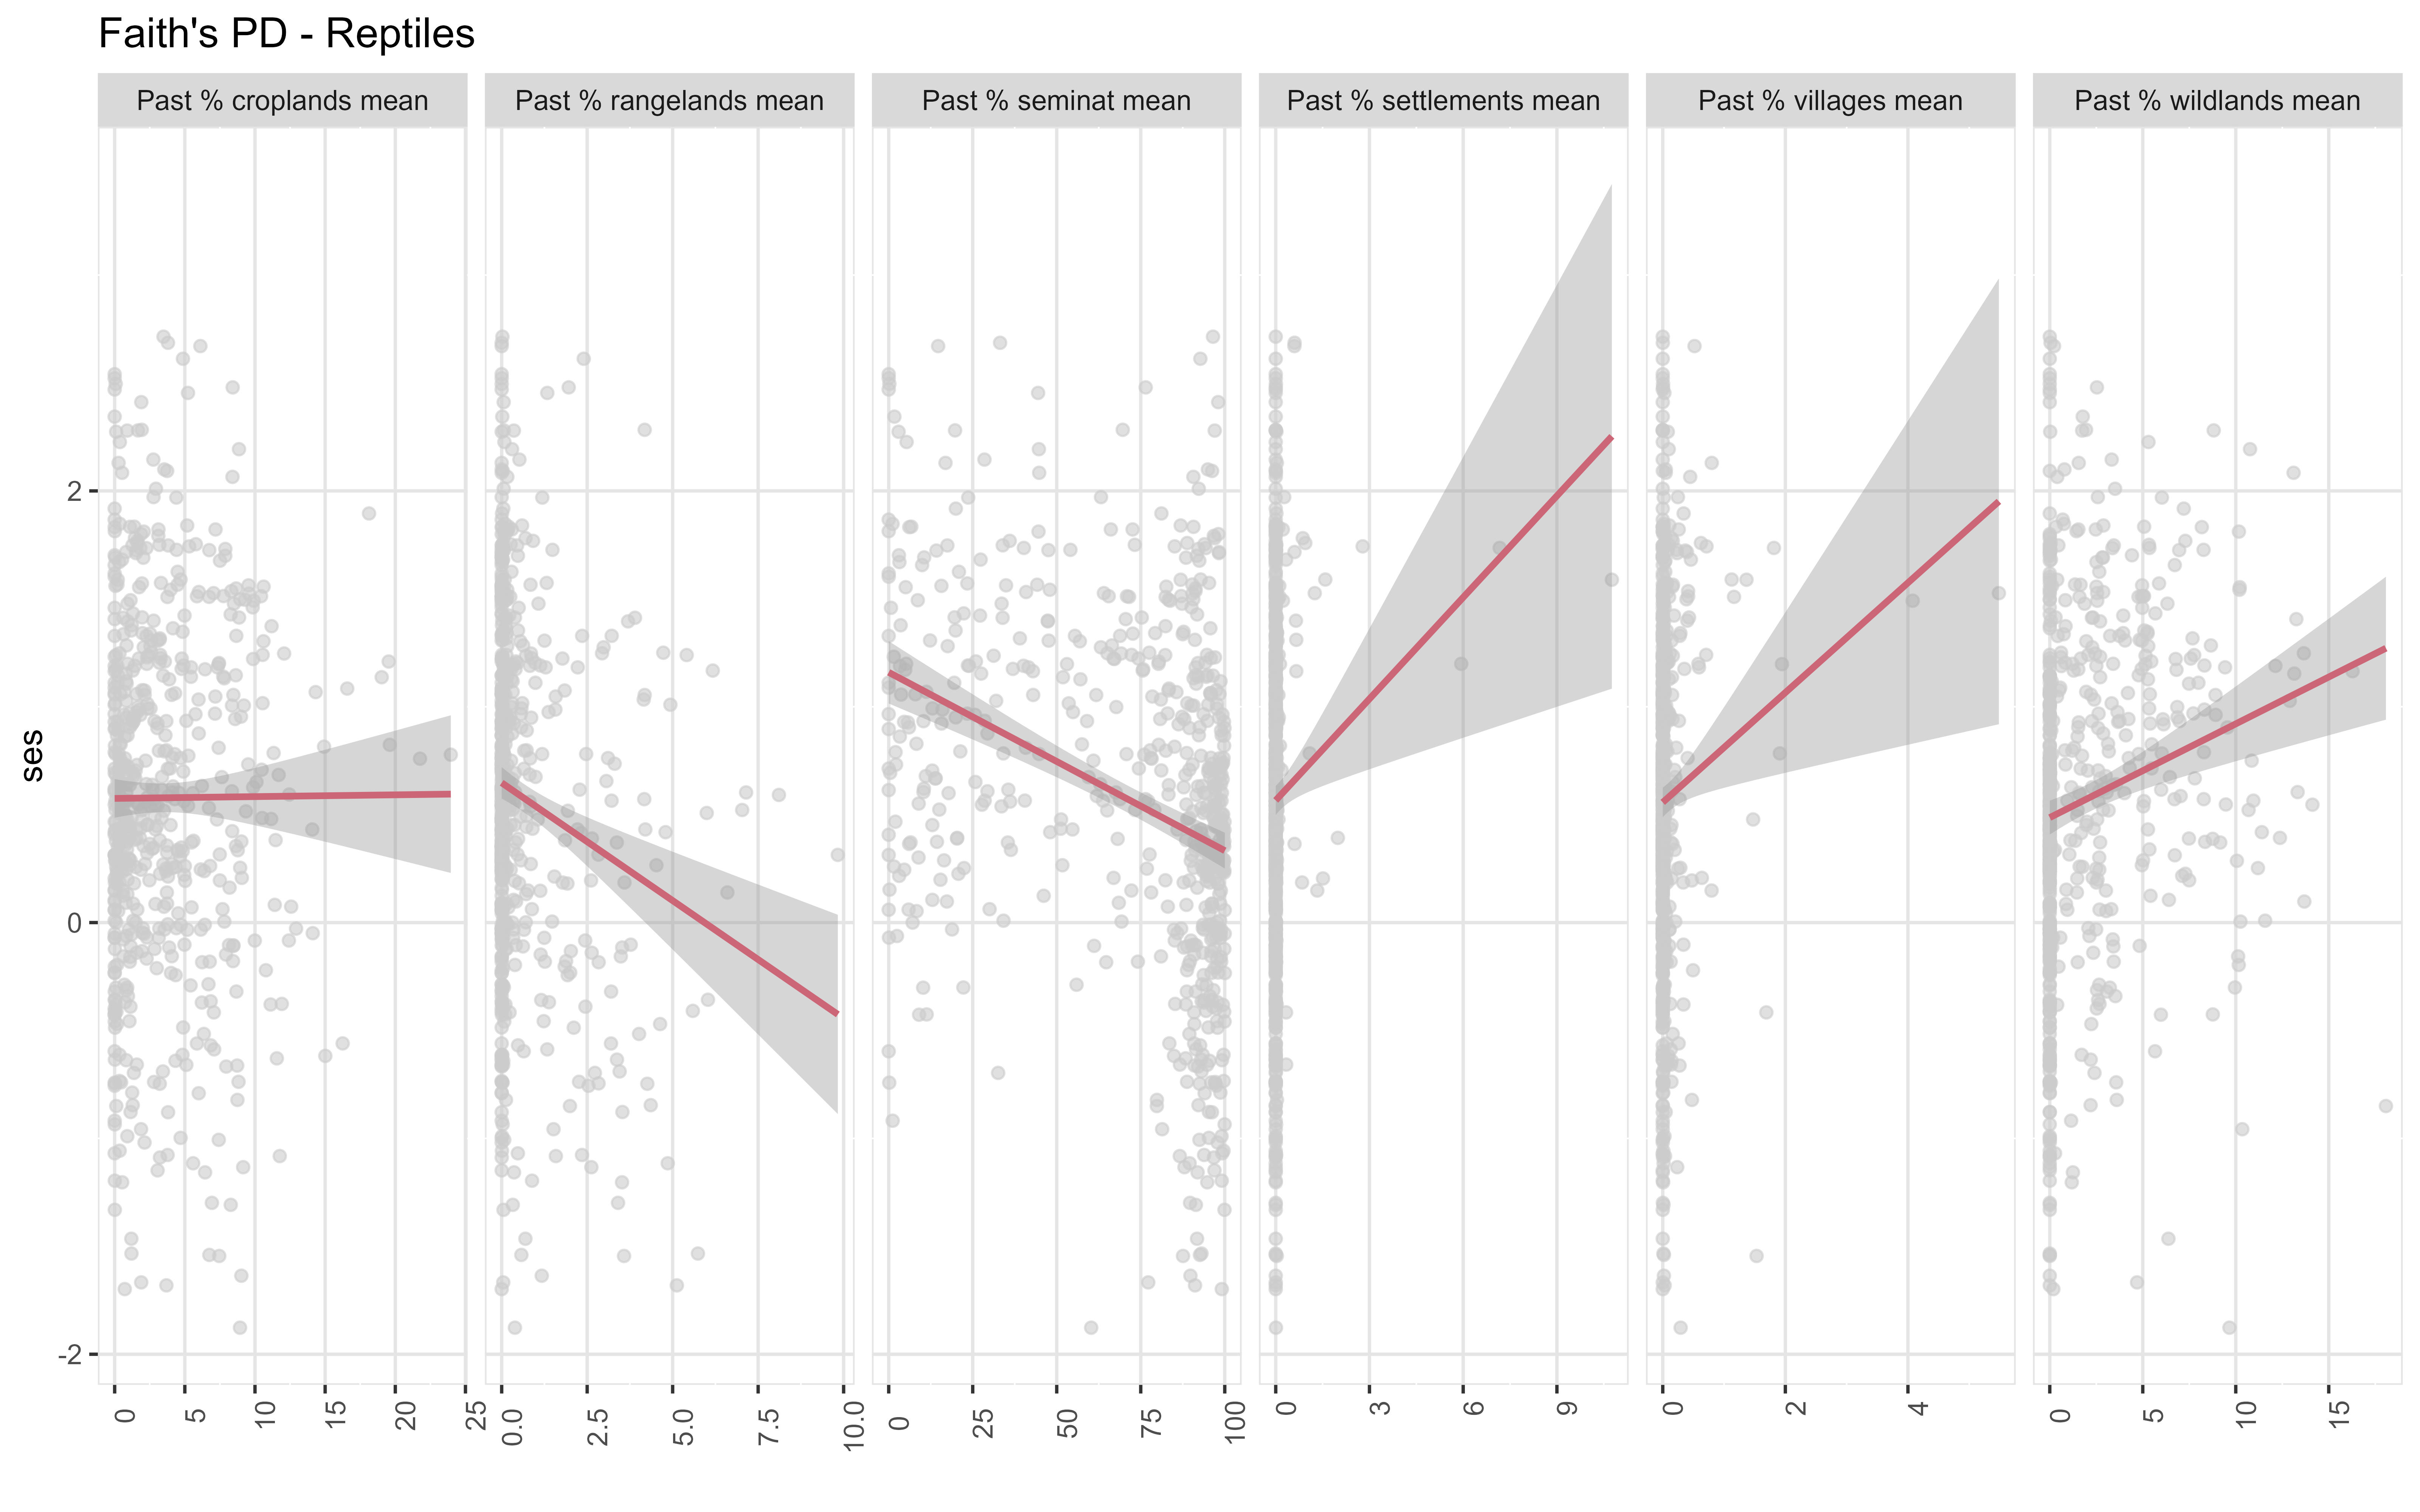 Faith's PD - Reptiles
Past % croplands mean
Past % rangelands mean
Past % seminat mean
Past % settlements mean
Past % villages mean
Past % wildlands mean
ses
2
0
-2
0 5 10 15 20 25
0.0 2.5 5.0 7.5 10.0
0 25 50 75 100
0 3 6 9
0 2 4
0 5 10 15